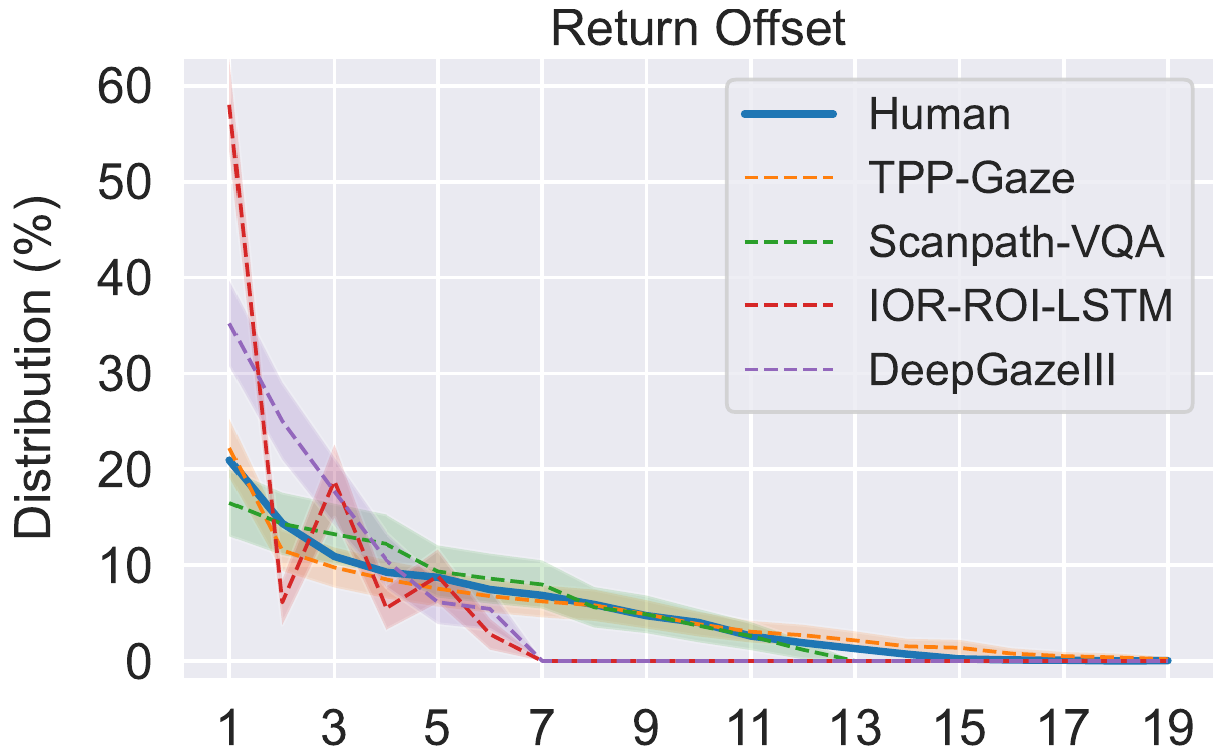 Return Offset
Distribution (%)
60
50
40
30
20
10
0
Human
TPP-Gaze
Scanpath-VQA
IOR-ROI-LSTM
DeepGazeIII
1 3 5 7 9 11 13 15 17 19